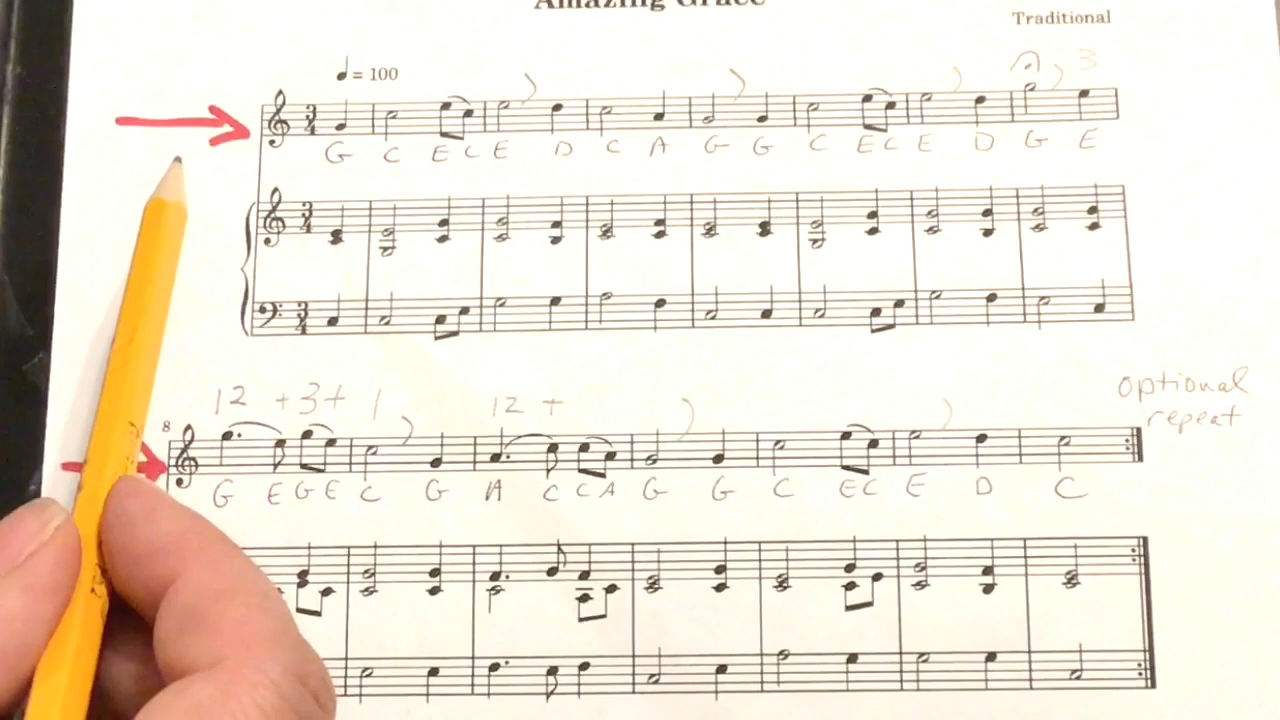 Amazing Grace
Traditional
♩ = 100
3
G C E C E D C A G G C E C E D G E
optional
repeat
12 + 3 + 1 12 +
8
G E G E C G A C C A G G C E C E D C